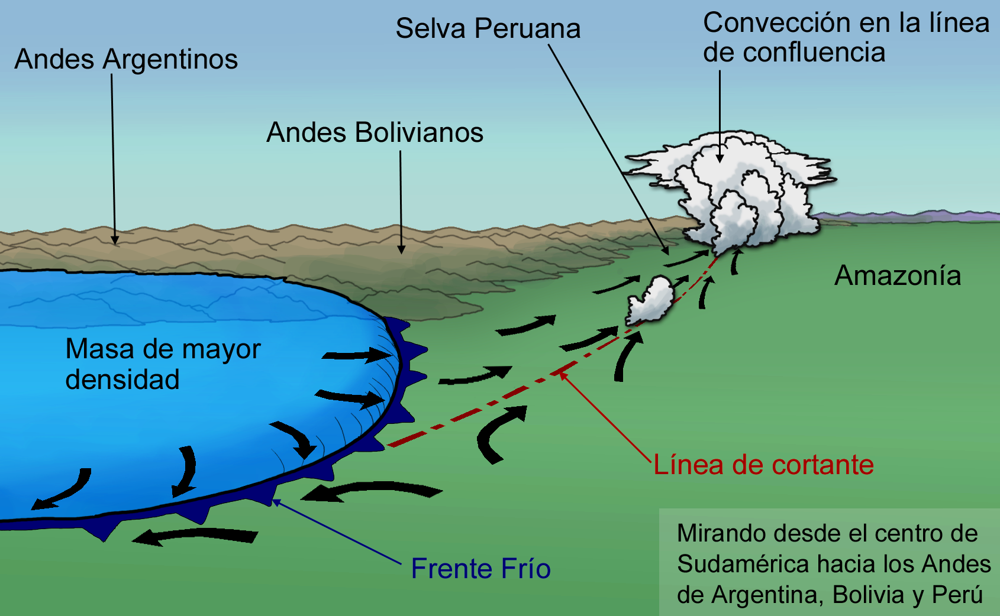 Selva Peruana
Convección en la línea
de confluencia
Andes Argentinos
Andes Bolivianos
Amazonía
Masa de mayor
densidad
Línea de cortante
Frente Frío
Mirando desde el centro de
Sudamérica hacia los Andes
de Argentina, Bolivia y Perú